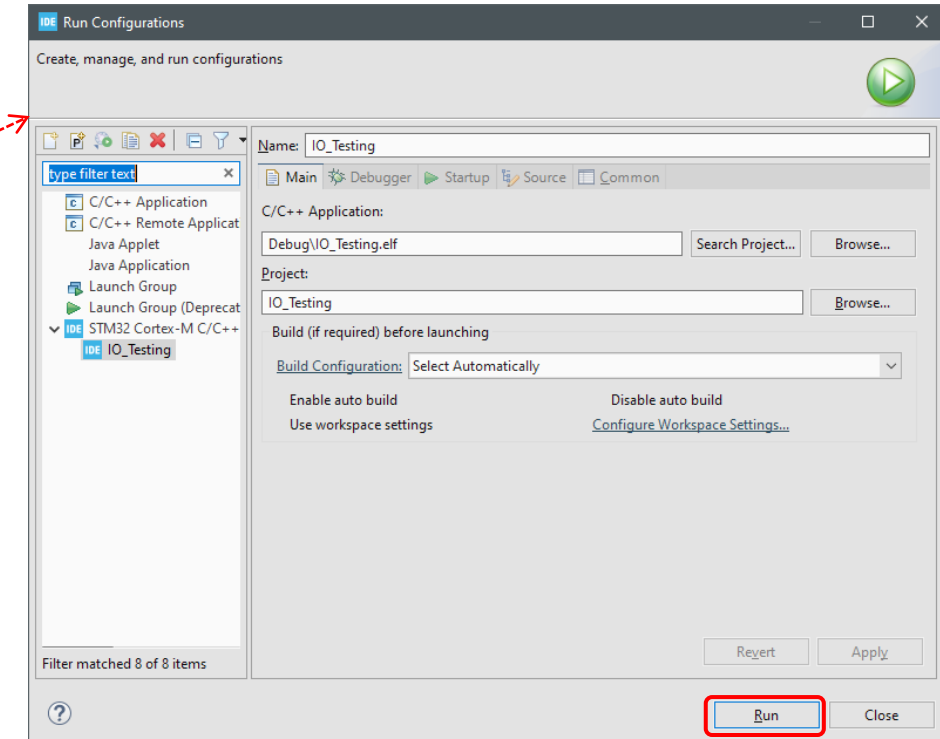 IDE Run Configurations
Create, manage, and run configurations
Name: IO_Testing
type filter text
Main Debugger Startup Source Common
C/C++ Application
C/C++ Remote Applicat
Java Applet
Java Application
Launch Group
Launch Group (Deprecat
IDE STM32 Cortex-M C/C++
IDE IO_Testing
C/C++ Application:
Debug\IO_Testing.elf Search Project... Browse...
Project:
IO_Testing Browse...
Build (if required) before launching
Build Configuration: Select Automatically
Enable auto build Disable auto build
Use workspace settings Configure Workspace Settings...
Revert Apply
Filter matched 8 of 8 items
Run Close